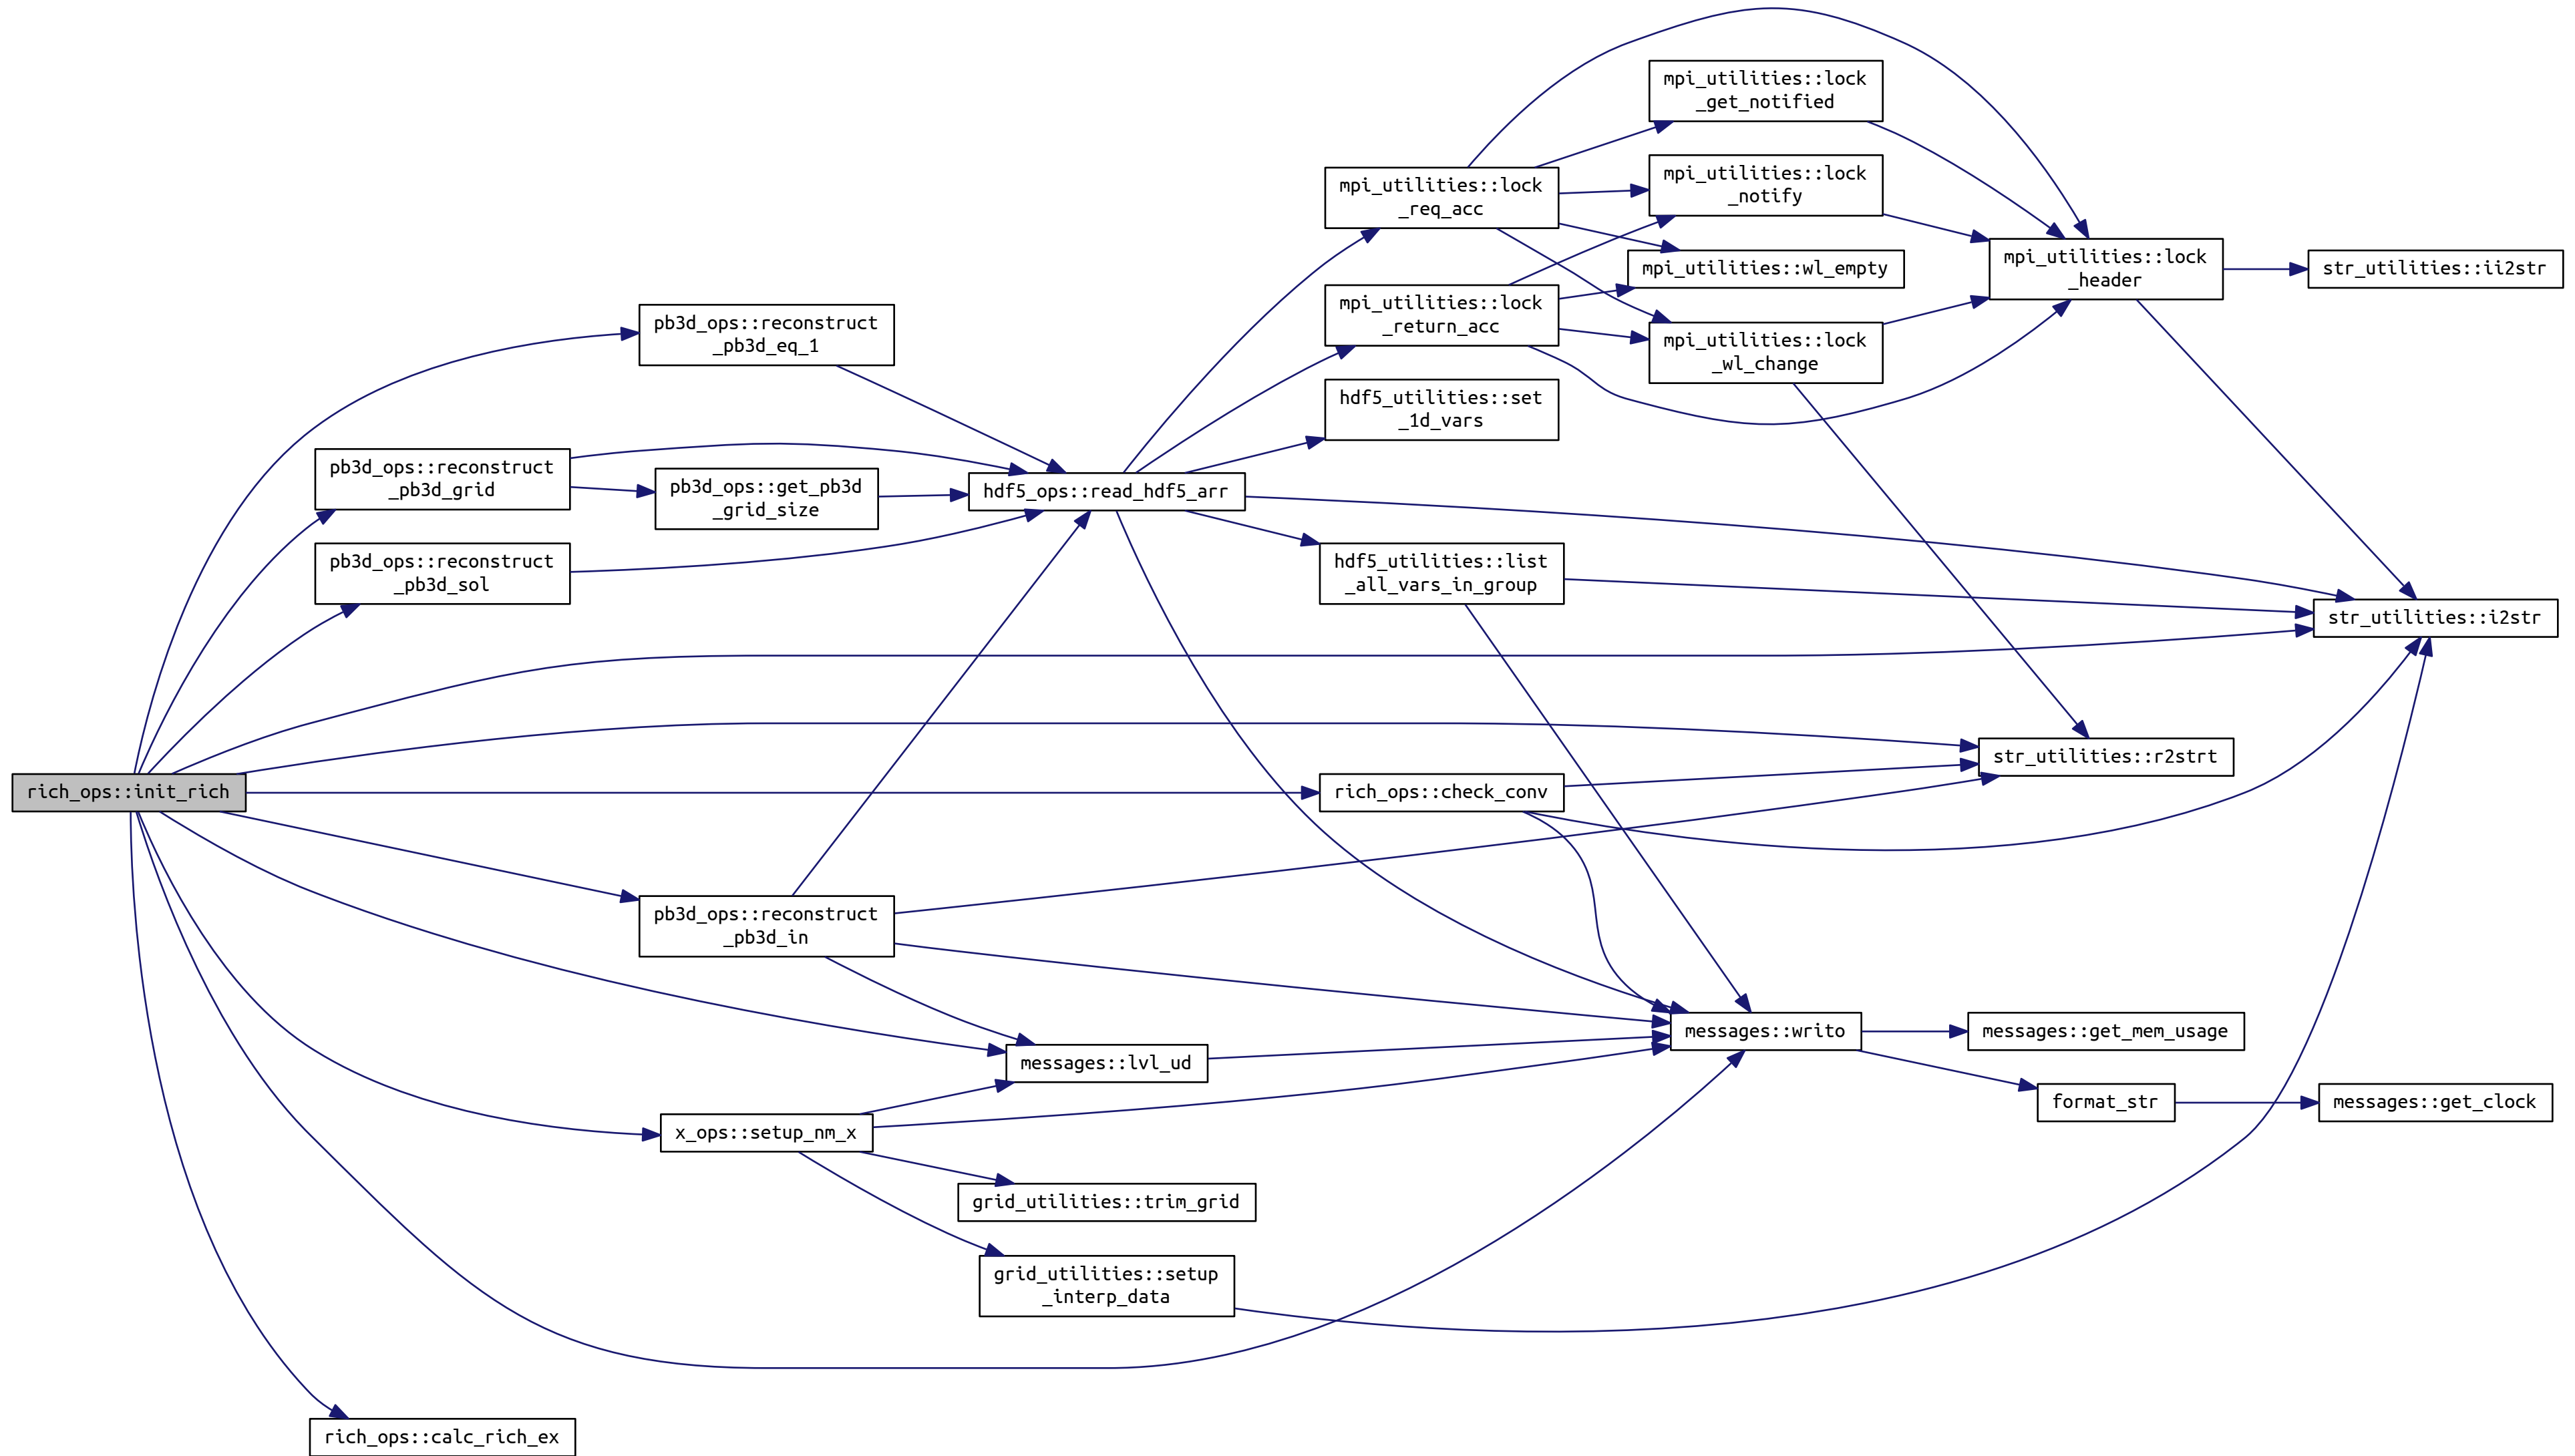 mpi_utilities::lock
_get_notified
mpi_utilities::lock
_req_acc
mpi_utilities::lock
_notify
mpi_utilities::wl_empty
mpi_utilities::lock
_header
str_utilities::ii2str
mpi_utilities::lock
_return_acc
mpi_utilities::lock
_wl_change
pb3d_ops::reconstruct
_pb3d_eq_1
hdf5_utilities::set
_1d_vars
pb3d_ops::reconstruct
_pb3d_grid
pb3d_ops::get_pb3d
_grid_size
hdf5_ops::read_hdf5_arr
pb3d_ops::reconstruct
_pb3d_sol
hdf5_utilities::list
_all_vars_in_group
str_utilities::i2str
str_utilities::r2strt
rich_ops::init_rich
rich_ops::check_conv
pb3d_ops::reconstruct
_pb3d_in
messages::writo
messages::get_mem_usage
messages::lvl_ud
format_str
messages::get_clock
x_ops::setup_nm_x
grid_utilities::trim_grid
grid_utilities::setup
_interp_data
rich_ops::calc_rich_ex